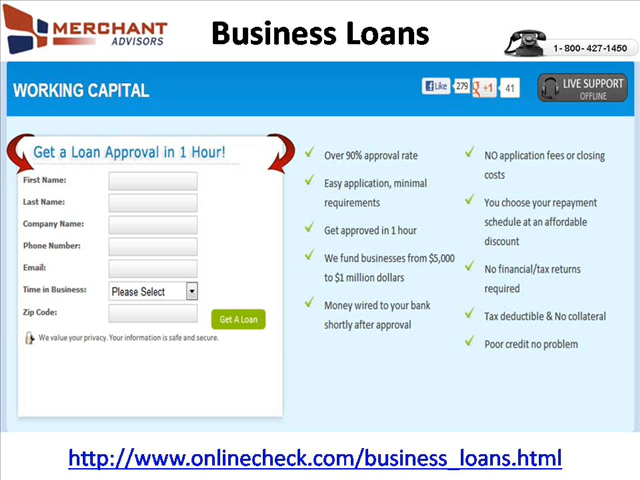 MERCHANT
ADVISORS
Business Loans
1- 800- 427-1450
WORKING CAPITAL
Like
279
+1
41
LIVE SUPPORT
OFFLINE
Get a Loan Approval in 1 Hour!
First Name:
Last Name:
Company Name:
Phone Number:
Email:
Time in Business:
Please Select
Zip Code:
Get A Loan
We value your privacy. Your information is safe and secure.
Over 90% approval rate
Easy application, minimal
requirements
Get approved in 1 hour
We fund businesses from $5,000
to $1 million dollars
Money wired to your bank
shortly after approval
NO application fees or closing
costs
You choose your repayment
schedule at an affordable
discount
No financial/tax returns
required
Tax deductible & No collateral
Poor credit no problem
http://www.onlinecheck.com/business_loans.html